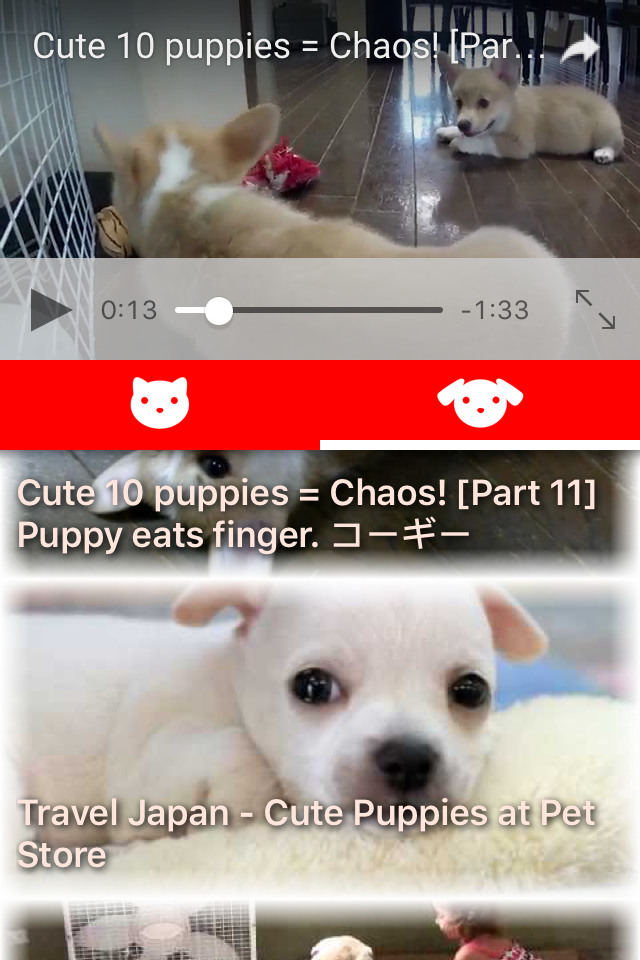 Cute 10 puppies = Chaos! [Par...
0:13
-1:33
Cute 10 puppies = Chaos! [Part 11]
Puppy eats finger. コーギー
Travel Japan - Cute Puppies at Pet
Store